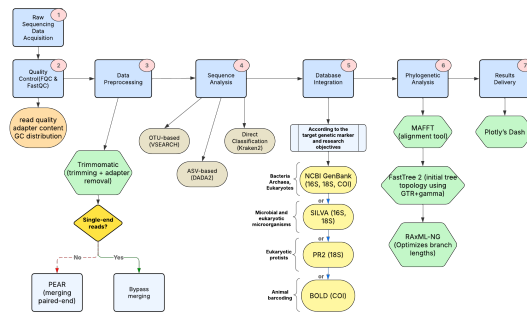 1
Raw
Sequencing
Data
Acquisition
2
Quality
Control(FQC &
FastQC)
3
Data
Preprocessing
4
Sequence
Analysis
5
Database
Integration
6
Phylogenetic
Analysis
7
Results
Delivery
read quality
adapter content
GC distribution
Trimmomatic
(trimming + adapter
removal)
Single-end
reads?
No
Yes
PEAR
(merging
paired-end)
Bypass
merging
OTU-based
(VSEARCH)
ASV-based
(DADA2)
Direct
Classification
(Kraken2)
According to the
target genetic marker
and research
objectives
Bacteria
Archaea,
Eukaryotes
NCBI GenBank
(16S, 18S, COI)
or
Microbial and
eukaryotic
microorganisms
SILVA (16S,
18S)
or
Eukaryotic
protists
PR2 (18S)
or
Animal
barcoding
BOLD (COI)
MAFFT
(alignment tool)
FastTree 2 (initial tree
topology using
GTR+gamma)
RAxML-NG
(Optimizes branch
lengths)
Plotly's Dash